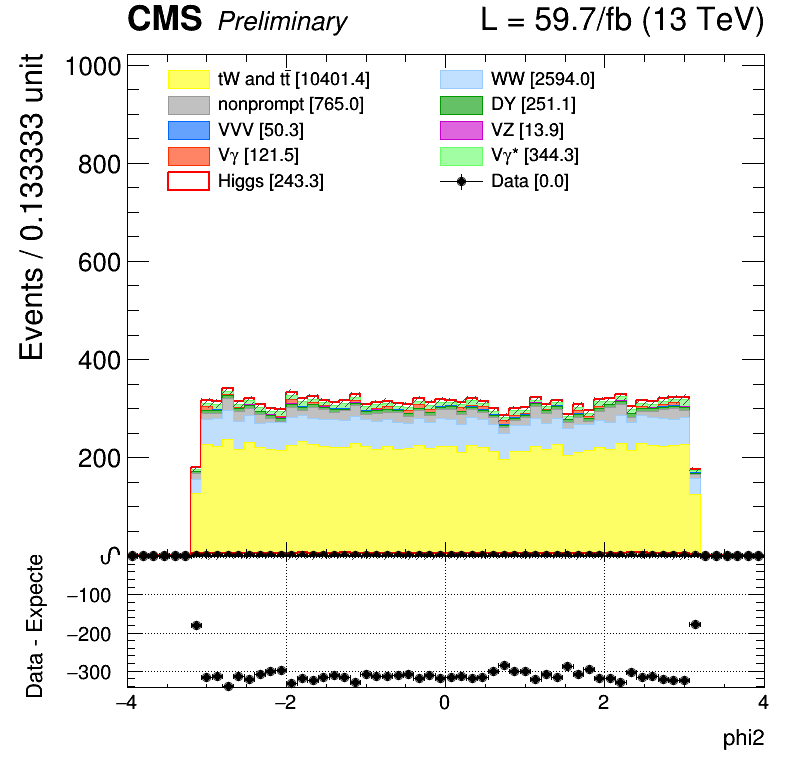 CMS Preliminary L = 59.7/fb (13 TeV)
Events / 0.133333 unit
1000
800
600
400
200
0
tW and tt̄ [10401.4]
WW [2594.0]
nonprompt [765.0]
DY [251.1]
VVV [50.3]
VZ [13.9]
Vγ [121.5]
Vγ* [344.3]
Higgs [243.3]
Data [0.0]
Data - Expecte
−100
−200
−300
−4 −2 0 2 4
phi2